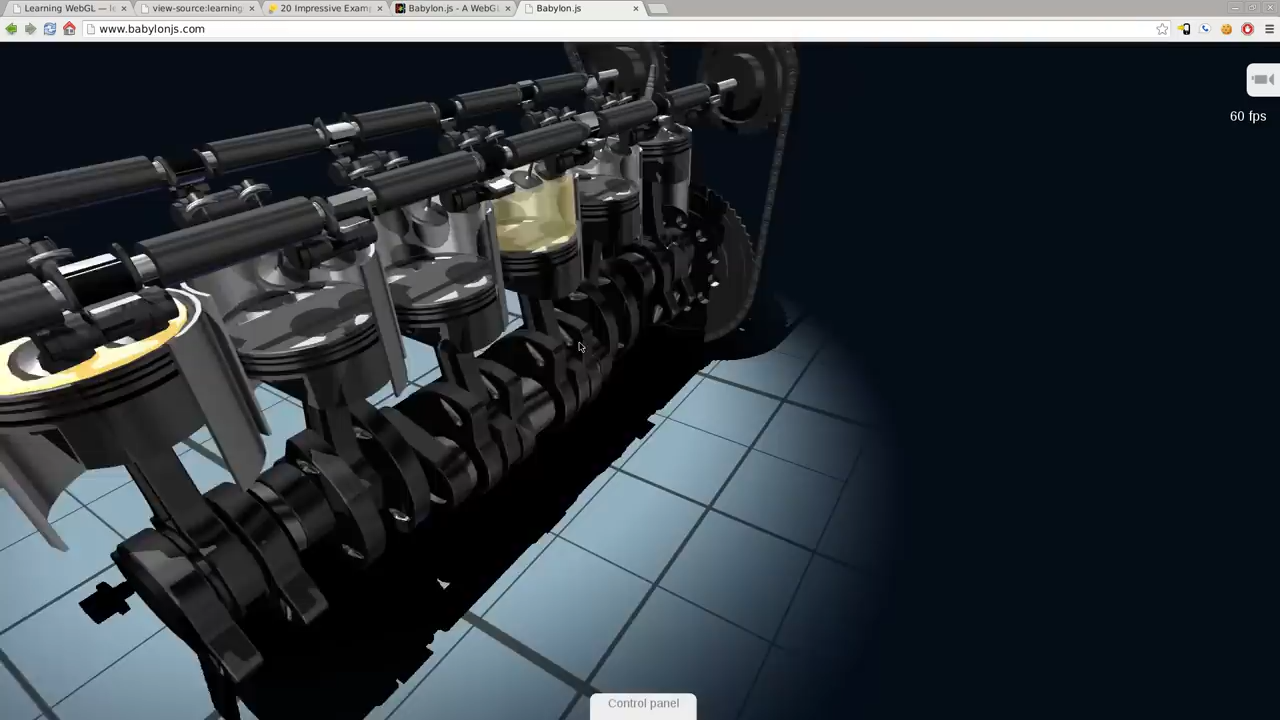 Learning WebGL — le
view-source:learning
20 Impressive Exam
Babylon.js - A WebGL
Babylon.js
www.babylonjs.com
60 fps
Control panel